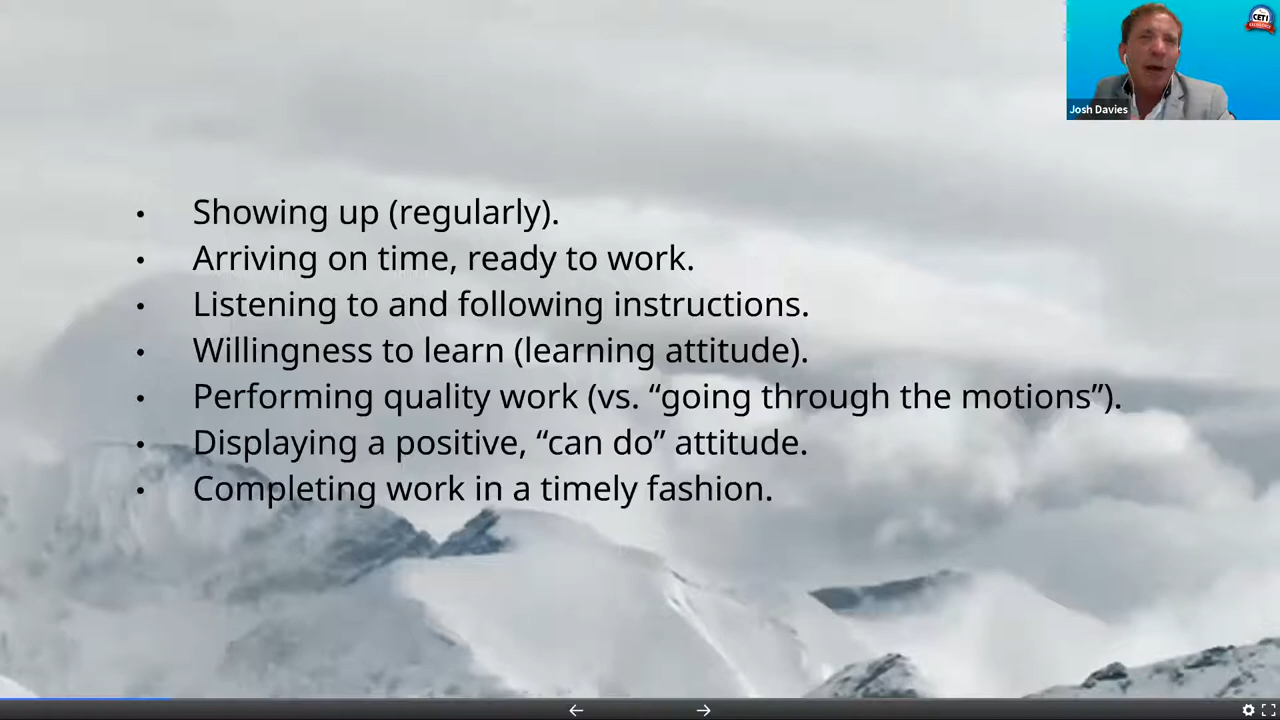 CETI
Josh Davies
• Showing up (regularly).
• Arriving on time, ready to work.
• Listening to and following instructions.
• Willingness to learn (learning attitude).
• Performing quality work (vs. “going through the motions”).
• Displaying a positive, “can do” attitude.
• Completing work in a timely fashion.